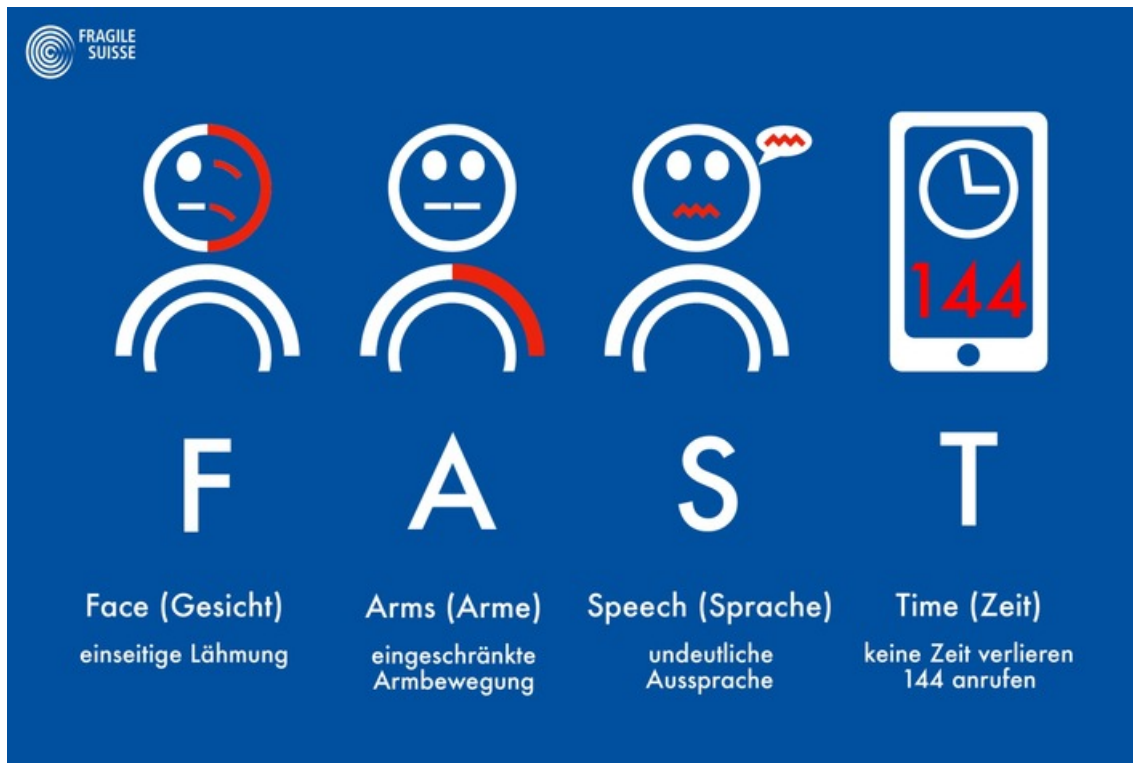 FRAGILE
SUISSE
144
F
A
S
T
Face (Gesicht)
einseitige Lähmung
Arms (Arme)
eingeschränkte
Armbewegung
Speech (Sprache)
undeutliche
Aussprache
Time (Zeit)
keine Zeit verlieren
144 anrufen